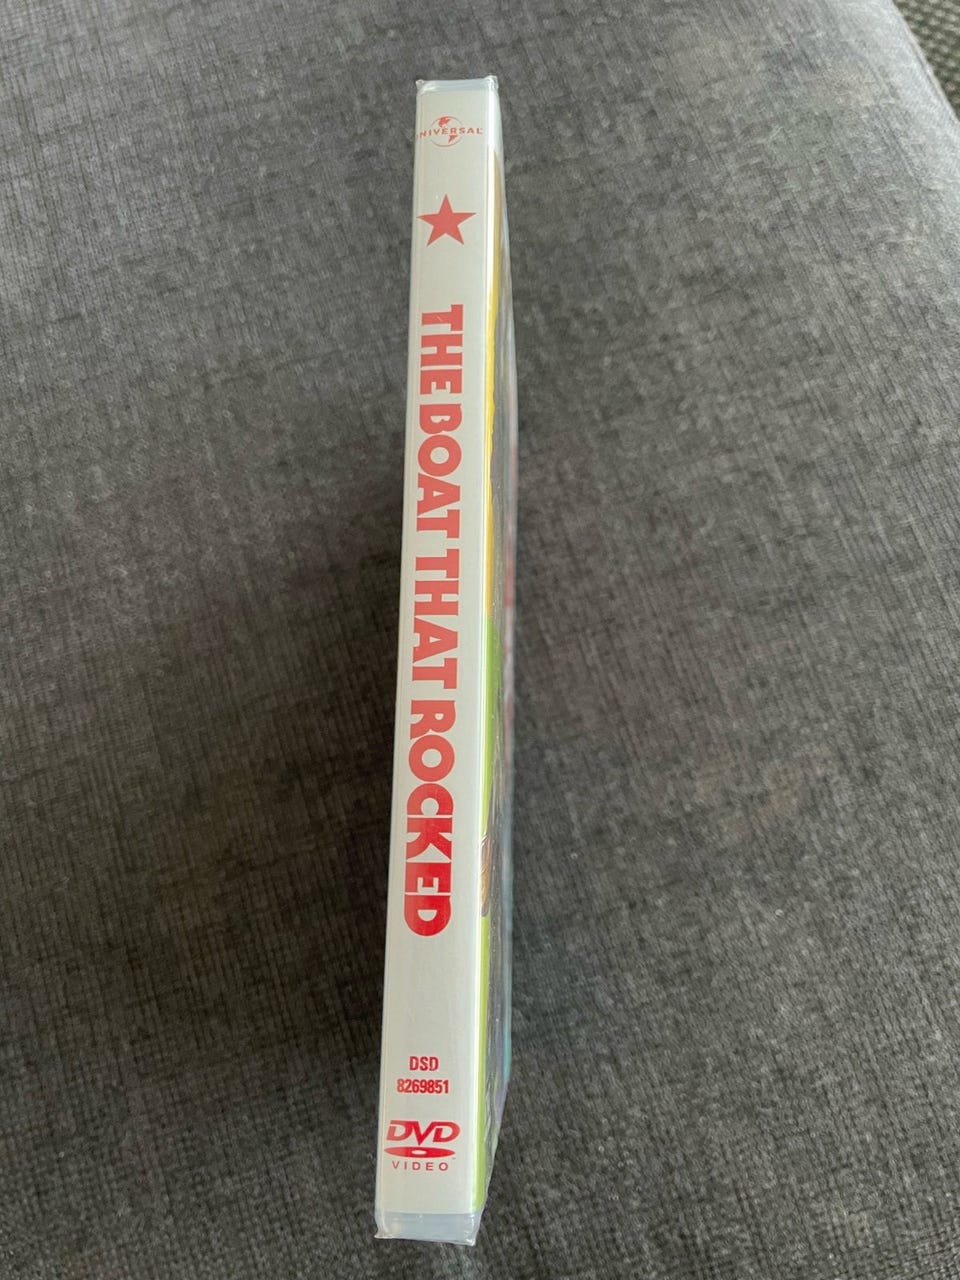 UNIVERSAL
THE BOAT THAT ROCKED
DSD
8269851
DVD
VIDEO